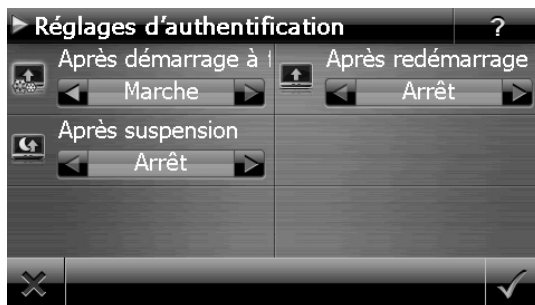 Réglages d'authentification ?
Après démarrage à
Marche
Après redémarrage
Arrêt
Après suspension
Arrêt